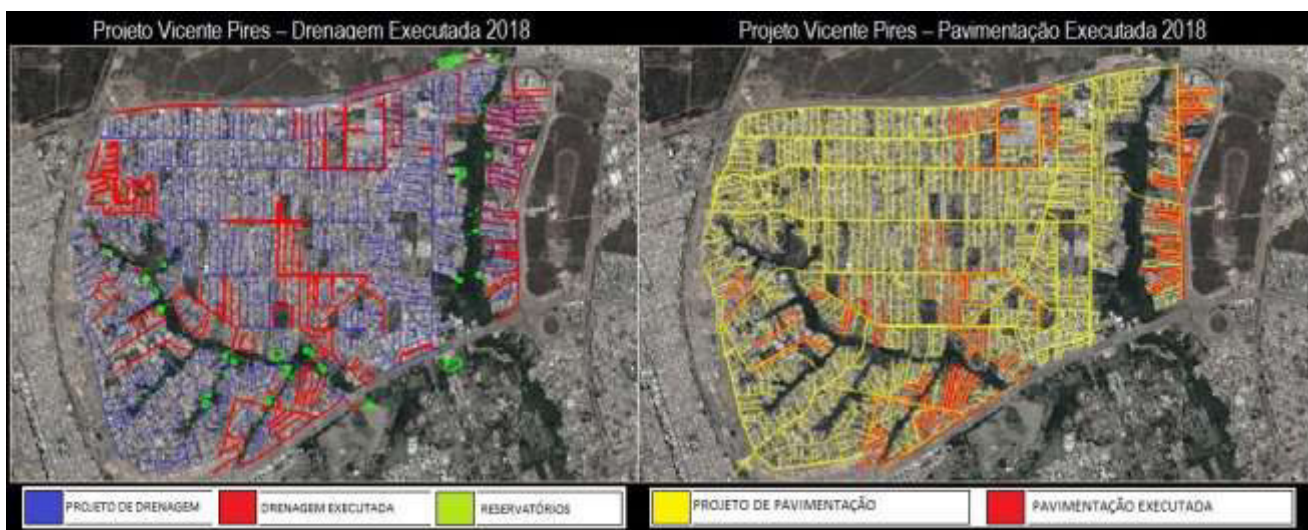 Projeto Vicente Pires – Drenagem Executada 2018
PROJETO DE DRENAGEM
DRENAGEM EXECUTADA
RESERVATÓRIOS
Projeto Vicente Pires – Pavimentação Executada 2018
PROJETO DE PAVIMENTAÇÃO
PAVIMENTAÇÃO EXECUTADA